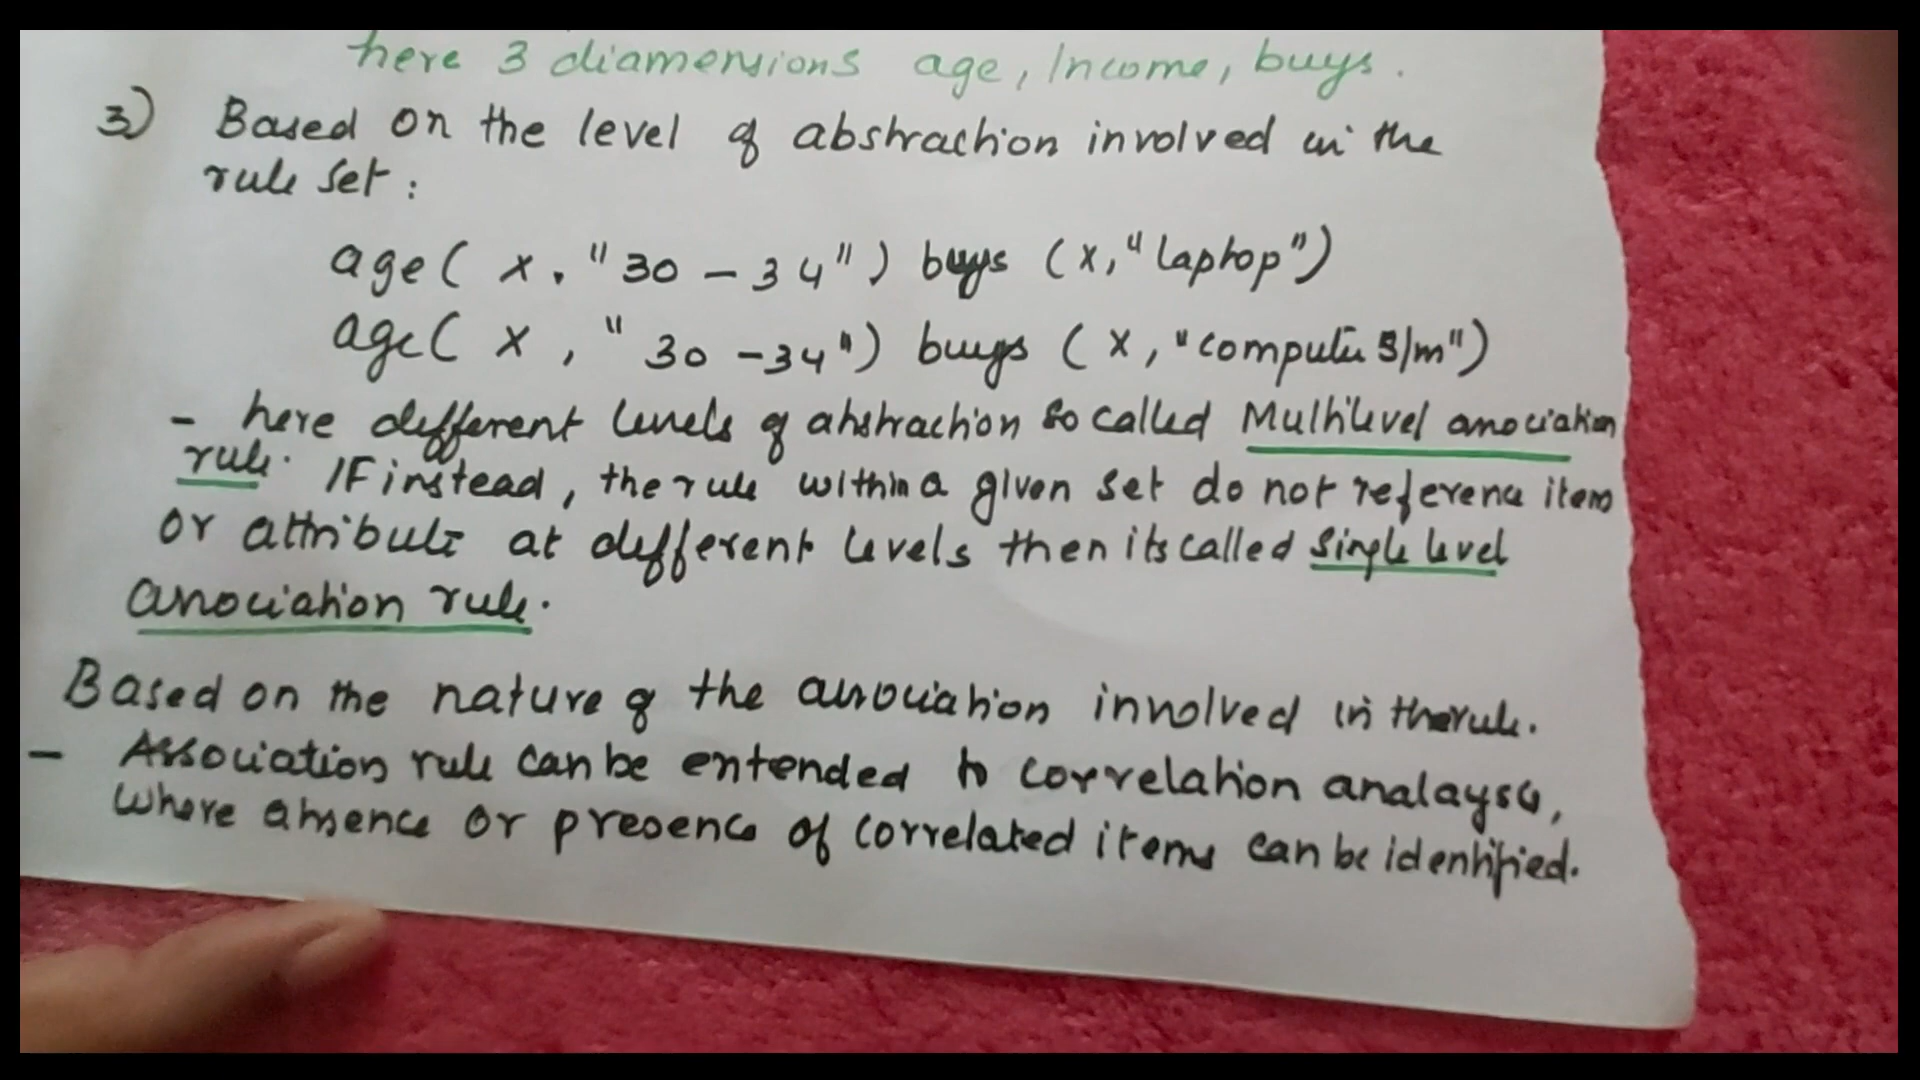 here 3 diamensions age, Income, buys.
3) Based on the level of abstraction involved in the
rule set:
age( x, "30-34") buys (x, "laptop")
age( x, "30-34") buys (x, "computer s/m")
- here different levels of abstraction so called Multilevel association
rule. IF instead, the rule within a given set do not reference item
or attribute at different levels then its called Single level
association rule.
Based on the nature of the association involved in the rule.
- Association rule can be extended to correlation analaysis,
where absence or presence of correlated items can be identified.